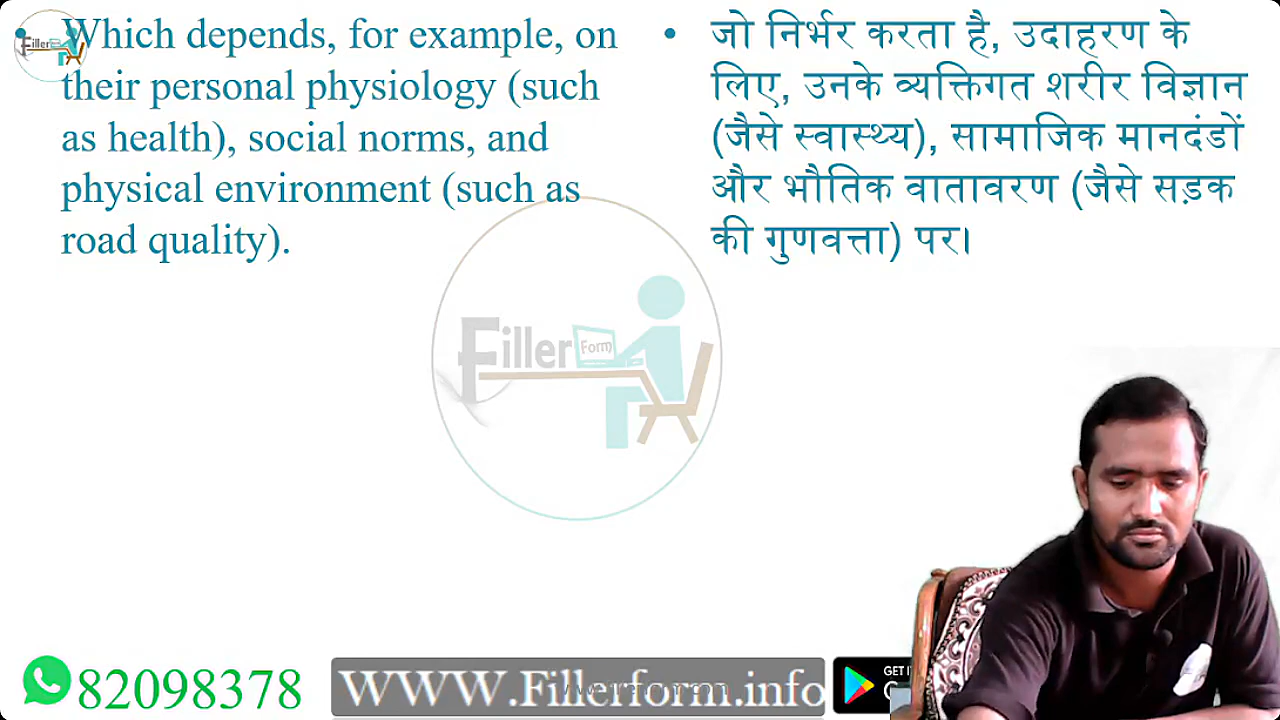 Which depends, for example, on
their personal physiology (such
as health), social norms, and
physical environment (such as
road quality).
जो निर्भर करता है, उदाहरण के
लिए, उनके व्यक्तिगत शरीर विज्ञान
(जैसे स्वास्थ्य), सामाजिक मानदंडों
और भौतिक वातावरण (जैसे सड़क
की गुणवत्ता) पर।
Filler
Filler Form
82098378
WWW.Fillerform.info
GET I